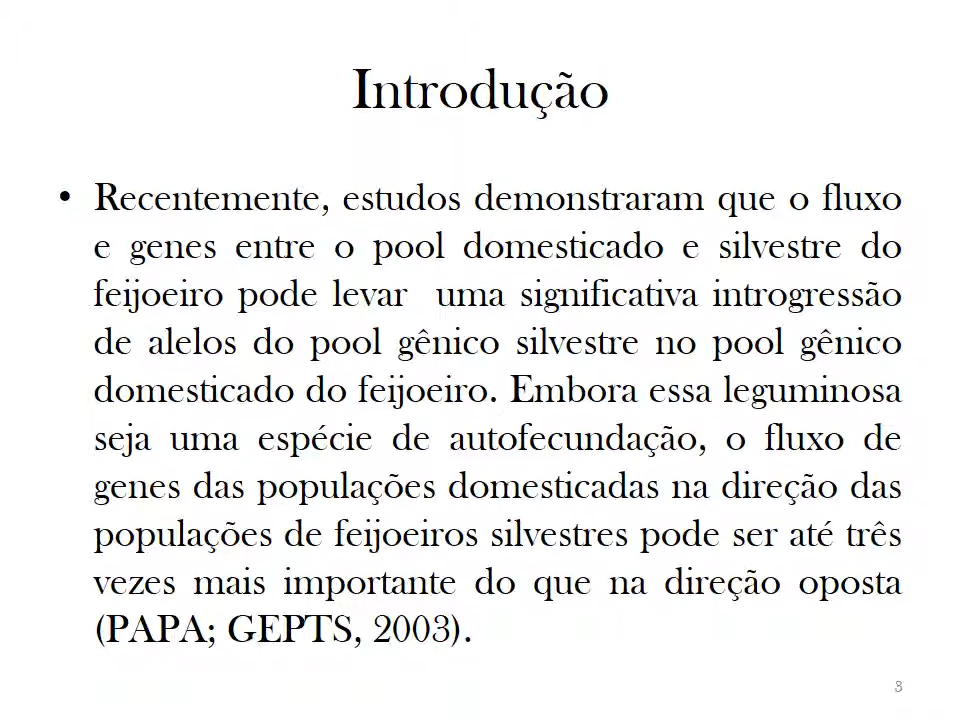 Introdução
• Recentemente, estudos demonstraram que o fluxo
e genes entre o pool domesticado e silvestre do
feijoeiro pode levar  uma significativa introgressão
de alelos do pool gênico silvestre no pool gênico
domesticado do feijoeiro. Embora essa leguminosa
seja uma espécie de autofecundação, o fluxo de
genes das populações domesticadas na direção das
populações de feijoeiros silvestres pode ser até três
vezes mais importante do que na direção oposta
(PAPA; GEPTS, 2003).
3